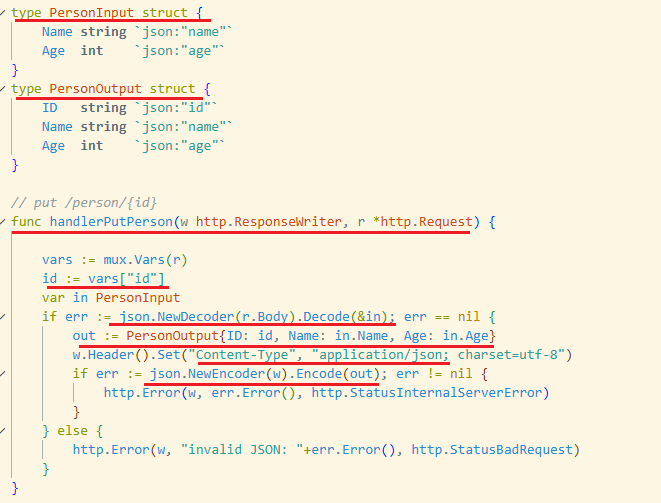 type PersonInput struct {
    Name string `json:"name"`
    Age  int    `json:"age"`
}
type PersonOutput struct {
    ID   string `json:"id"`
    Name string `json:"name"`
    Age  int    `json:"age"`
}

// put /person/{id}
func handlerPutPerson(w http.ResponseWriter, r *http.Request) {

    vars := mux.Vars(r)
    id := vars["id"]
    var in PersonInput
    if err := json.NewDecoder(r.Body).Decode(&in); err == nil {
        out := PersonOutput{ID: id, Name: in.Name, Age: in.Age}
        w.Header().Set("Content-Type", "application/json; charset=utf-8")
        if err := json.NewEncoder(w).Encode(out); err != nil {
            http.Error(w, err.Error(), http.StatusInternalServerError)
        }
    } else {
        http.Error(w, "invalid JSON: "+err.Error(), http.StatusBadRequest)
    }
}